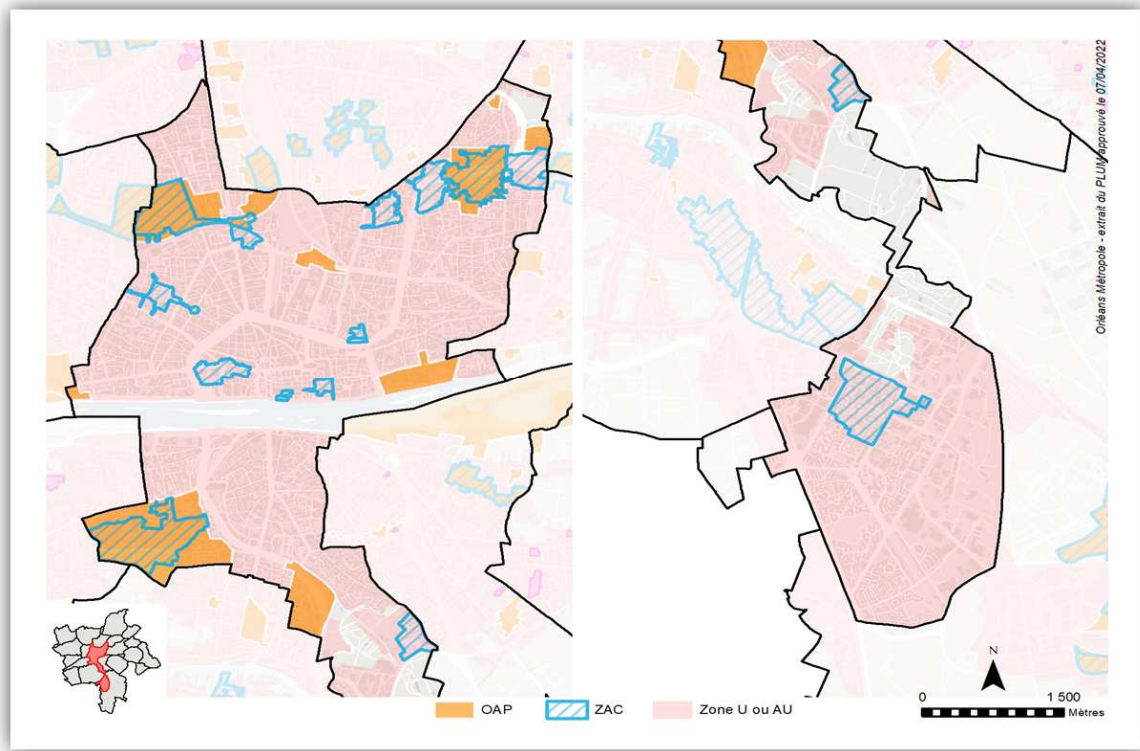 Orléans Métropole - extrait du PLUM approuvé le 07/04/2022
N
0 1 500
Mètres
OAP ZAC Zone U ou AU